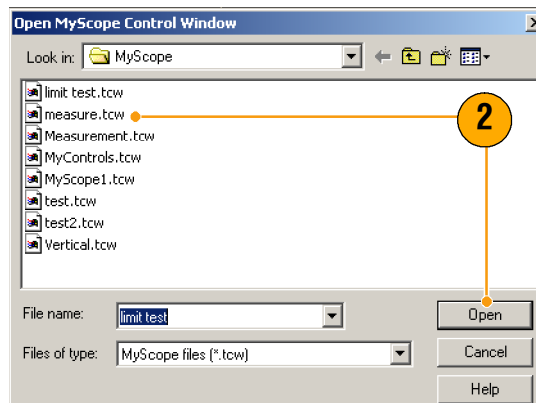 Open MyScope Control Window
Look in: MyScope
limit test.tcw
measure.tcw
Measurement.tcw
MyControls.tcw
MyScope1.tcw
test.tcw
test2.tcw
Vertical.tcw
2
File name: limit test Open
Files of type: MyScope files (*.tcw) Cancel
Help